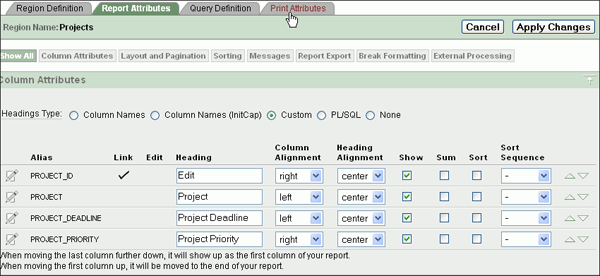 Region Definition Report Attributes Query Definition Print Attributes
Region Name: Projects Cancel Apply Changes
Show All Column Attributes Layout and Pagination Sorting Messages Report Export Break Formatting External Processing
Column Attributes
Headings Type: Column Names Column Names (InitCap) Custom PL/SQL None
Alias Link Edit Heading Column Alignment Heading Alignment Show Sum Sort Sort Sequence
PROJECT_ID Edit right center -
PROJECT Project left center -
PROJECT_DEADLINE Project Deadline left center -
PROJECT_PRIORITY Project Priority right center -
When moving the last column further down, it will show up as the first column of your report.
When moving the first column up, it will be moved to the end of your report.